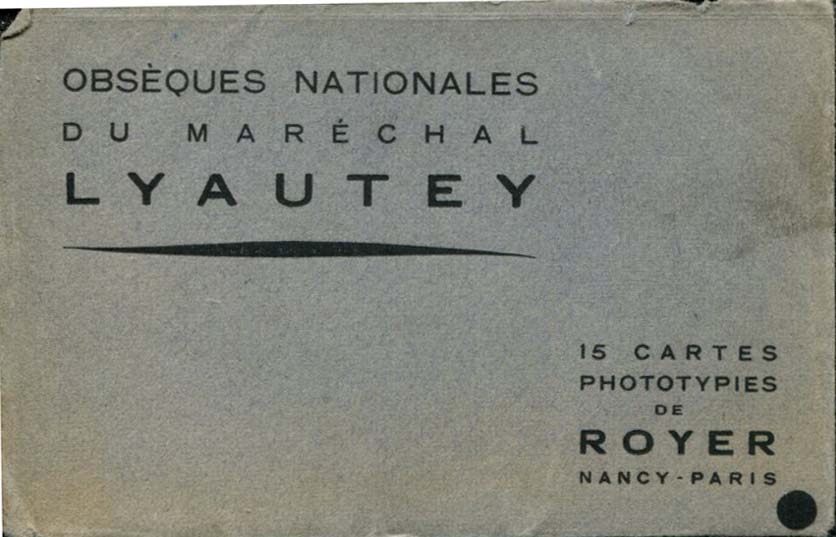 OBSÈQUES NATIONALES
DU MARÉCHAL
LYAUTEY
15 CARTES
PHOTOTYPIES
DE
ROYER
NANCY-PARIS